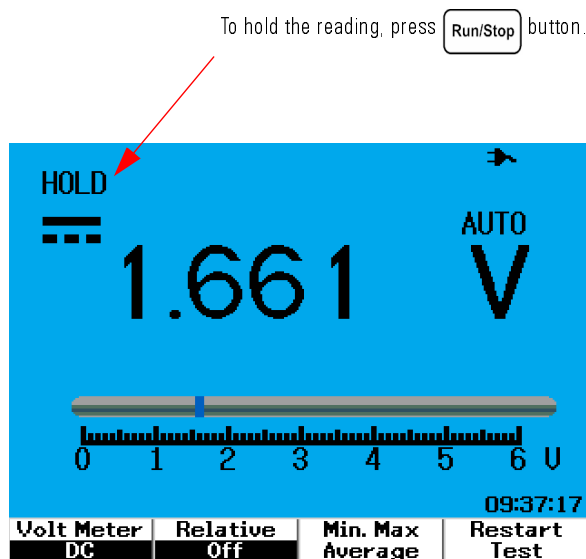 To hold the reading, press Run/Stop button.
HOLD
AUTO
1.661 V
0 1 2 3 4 5 6 V
09:37:17
Volt Meter Relative Min. Max Restart
DC Off Average Test